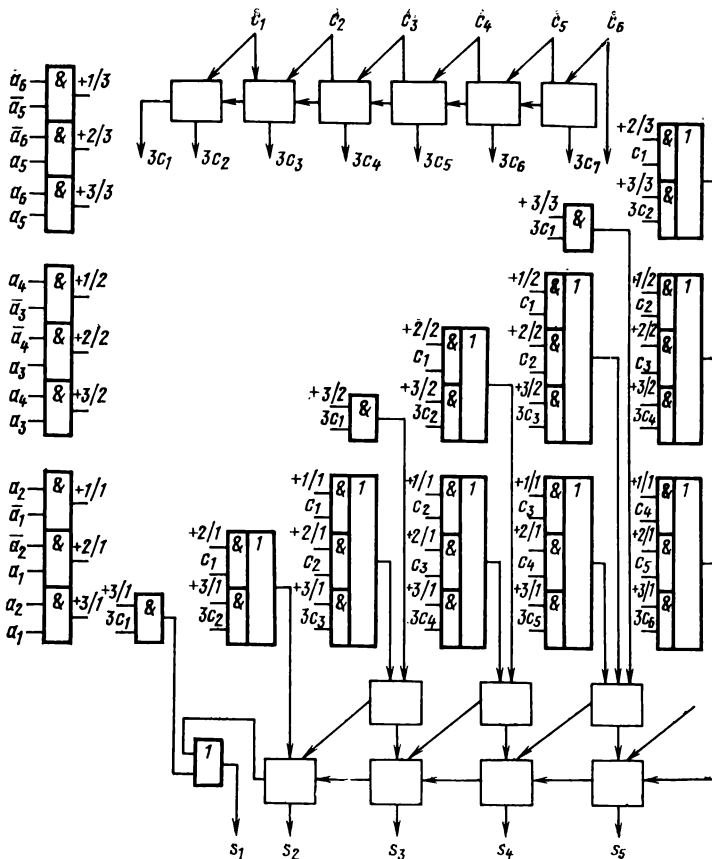 c₁ c₂ c₃ c₄ c₅ c₆
3c₁ 3c₂ 3c₃ 3c₄ 3c₅ 3c₆ 3c₇
a₆ & +1/3
a̅₅
a̅₆ & +2/3
a₅
a₆ & +3/3
a₅
+2/3 & 1
c₁
+3/3 &
3c₂
+3/3 &
3c₁
a₄ & +1/2
a̅₃
a̅₄ & +2/2
a₃
a₄ & +3/2
a₃
+3/2 &
3c₁
+2/2 & 1
c₁
+3/2 &
3c₂
+1/2 & 1
c₁
+2/2 &
c₂
+3/2 &
3c₃
+1/2 & 1
c₂
+2/2 &
c₃
+3/2 &
3c₄
a₂ & +1/1
a̅₁
a̅₂ & +2/1
a₁
a₂ & +3/1
a₁
+3/1 &
3c₁
+2/1 & 1
c₁
+3/1 &
3c₂
+1/1 & 1
c₁
+2/1 &
c₂
+3/1 &
3c₃
+1/1 & 1
c₂
+2/1 &
c₃
+3/1 &
3c₄
+1/1 & 1
c₃
+2/1 &
c₄
+3/1 &
3c₅
+1/1 & 1
c₄
+2/1 &
c₅
+3/1 &
3c₆
1
s₁ s₂ s₃ s₄ s₅